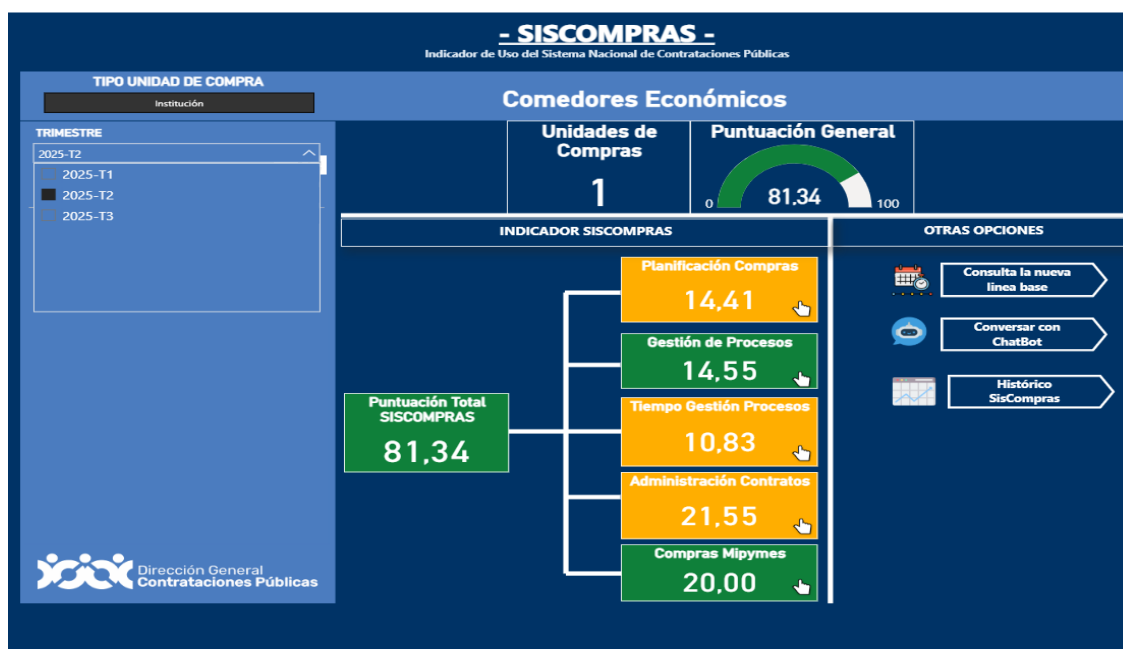 - SISCOMPRAS -
Indicador de Uso del Sistema Nacional de Contrataciones Públicas
TIPO UNIDAD DE COMPRA
Institución
Comedores Económicos
TRIMESTRE
2025-T2
2025-T1
2025-T2
2025-T3
Unidades de
Compras
1
Puntuación General
81.34
0
100
INDICADOR SISCOMPRAS
OTRAS OPCIONES
Puntuación Total
SISCOMPRAS
81,34
Planificación Compras
14,41
Gestión de Procesos
14,55
Tiempo Gestión Procesos
10,83
Administración Contratos
21,55
Compras Mipymes
20,00
Consulta la nueva
línea base
Conversar con
ChatBot
Histórico
SisCompras
Dirección General
Contrataciones Públicas